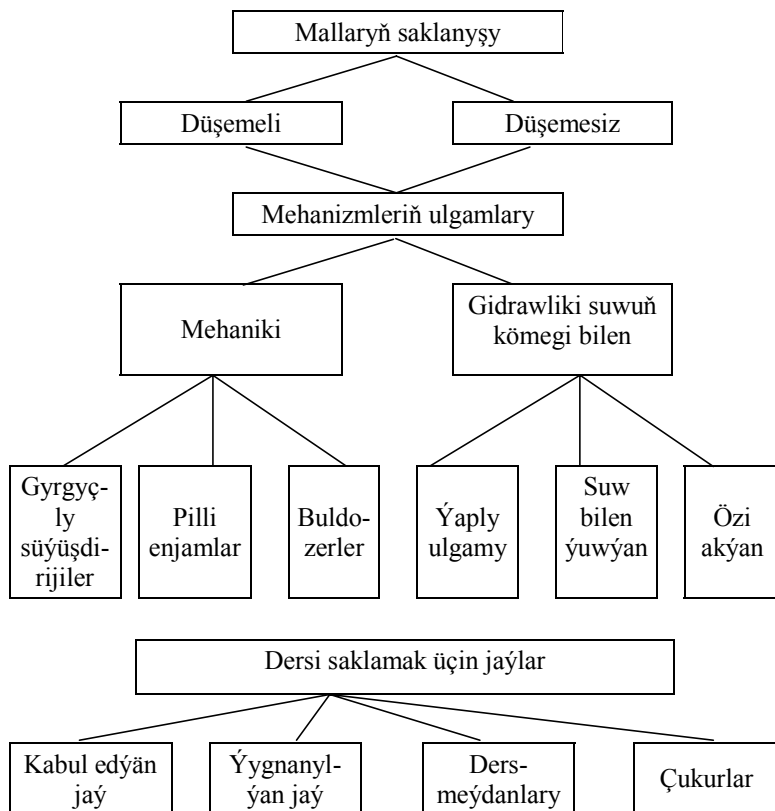 Mallaryň saklanyşy
Düşemeli
Düşemesiz
Mehanizmleriň ulgamlary
Mehaniki
Gidrawliki suwuň
kömegi bilen
Gyrgyç-
ly
süýüşdi-
rijiler
Pilli
enjamlar
Buldo-
zerler
Ýaply
ulgamy
Suw
bilen
ýuwýan
Özi
akýan
Dersi saklamak üçin jaýlar
Kabul edýän
jaý
Ýygnanyl-
ýan jaý
Ders-
meýdanlary
Çukurlar